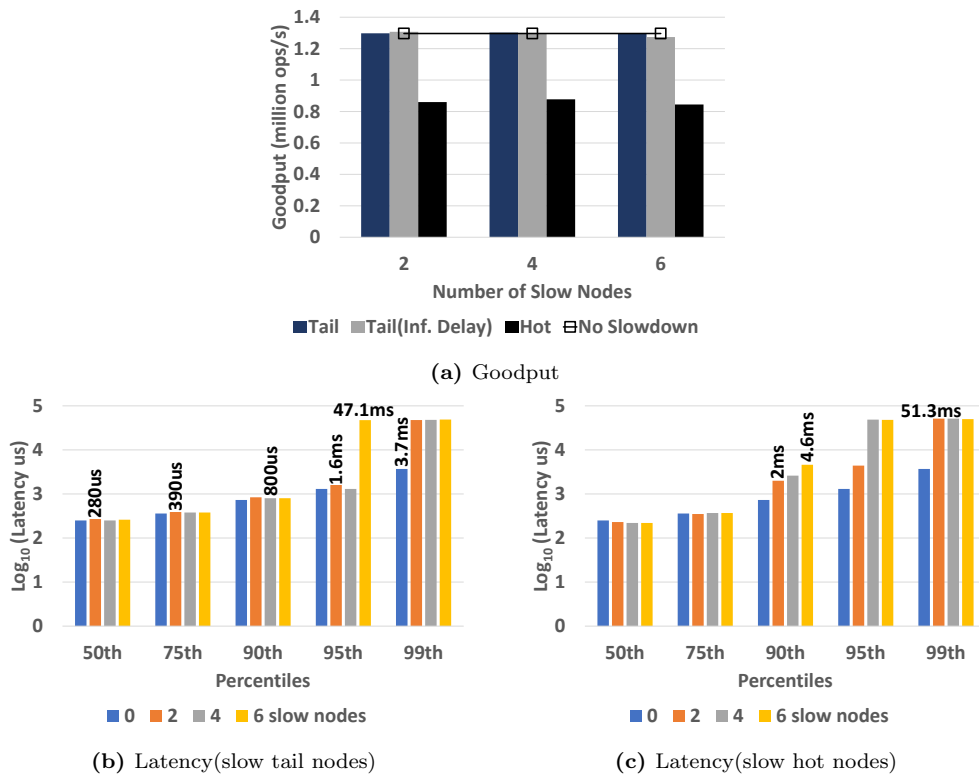 1.4
1.2
1
0.8
0.6
0.4
0.2
0
Goodput (million ops/s)
2 4 6
Number of Slow Nodes
Tail Tail(Inf. Delay) Hot No Slowdown
(a) Goodput
5
4
3
2
1
0
Log10 (Latency us)
280us 390us 800us 1.6ms 47.1ms 3.7ms
50th 75th 90th 95th 99th
Percentiles
0 2 4 6 slow nodes
(b) Latency(slow tail nodes)
5
4
3
2
1
0
Log10 (Latency us)
2ms 4.6ms 51.3ms
50th 75th 90th 95th 99th
Percentiles
0 2 4 6 slow nodes
(c) Latency(slow hot nodes)